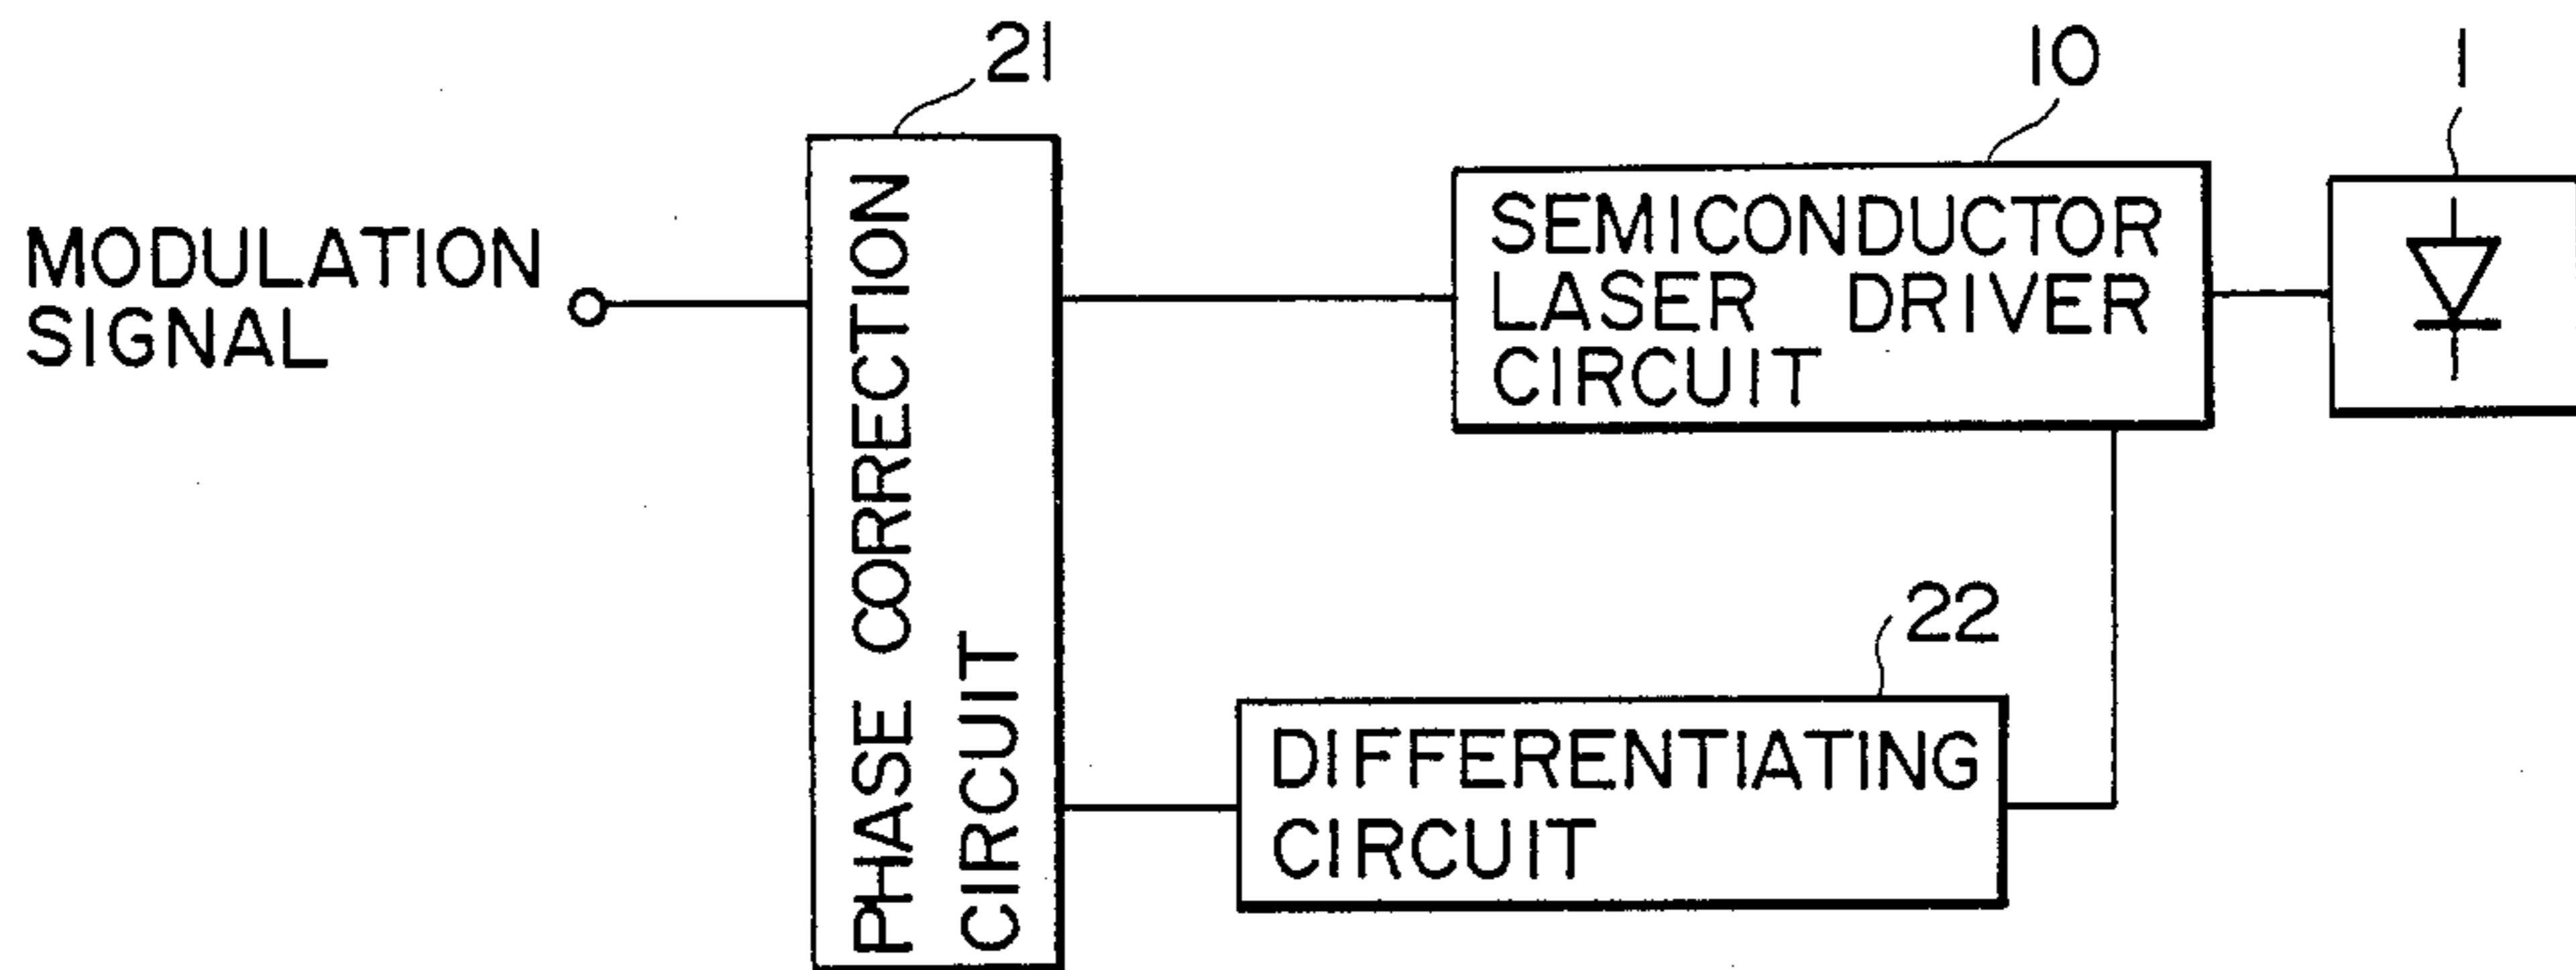 21
10
1
MODULATION
SIGNAL
PHASE CORRECTION
CIRCUIT
SEMICONDUCTOR
LASER DRIVER
CIRCUIT
22
DIFFERENTIATING
CIRCUIT